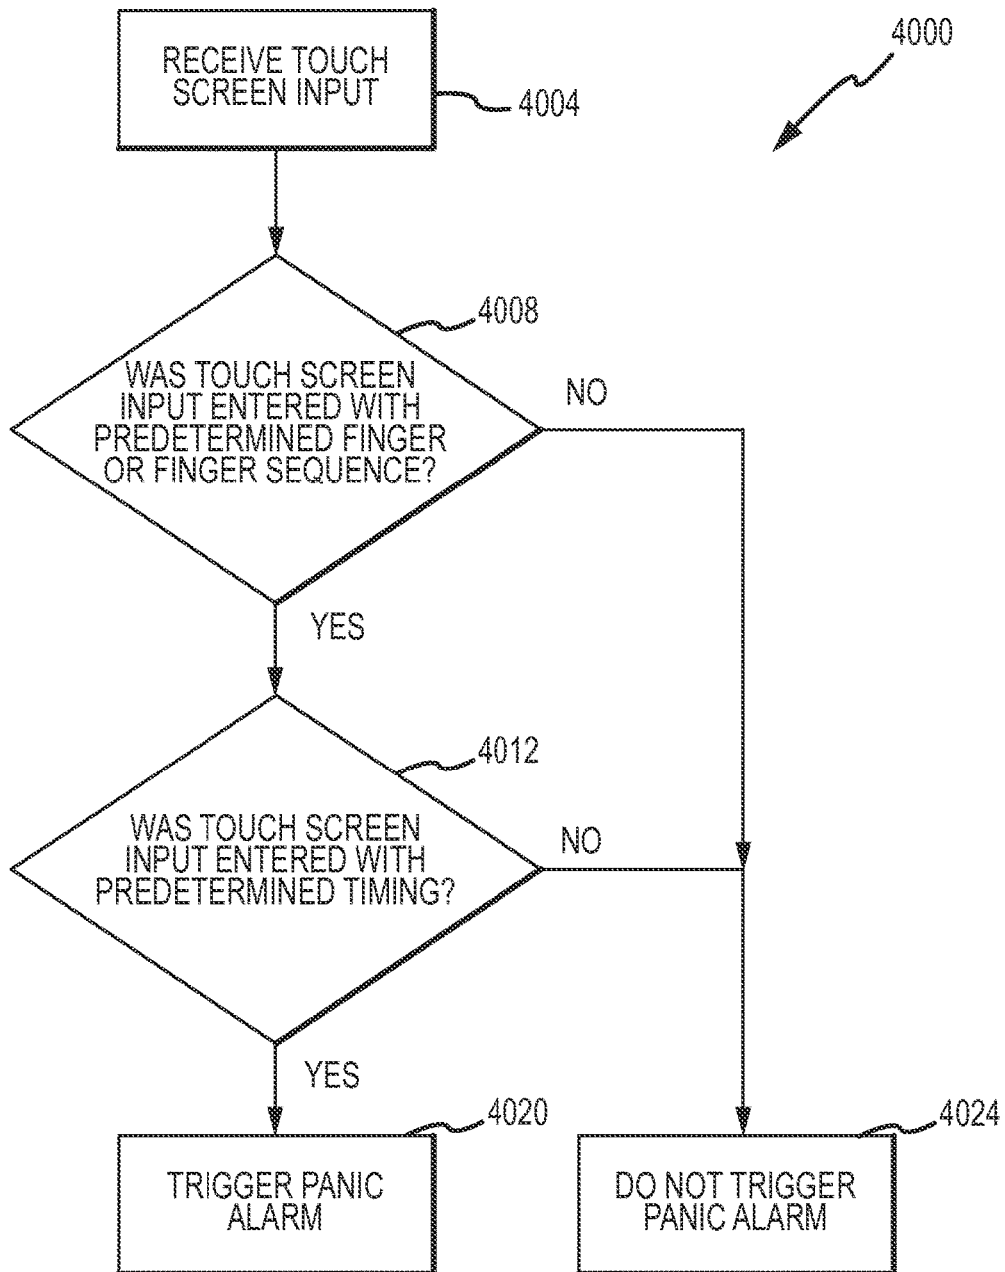 4000
RECEIVE TOUCH
SCREEN INPUT
4004
4008
WAS TOUCH SCREEN
INPUT ENTERED WITH
PREDETERMINED FINGER
OR FINGER SEQUENCE?
NO
YES
4012
WAS TOUCH SCREEN
INPUT ENTERED WITH
PREDETERMINED TIMING?
NO
YES
4020
TRIGGER PANIC
ALARM
4024
DO NOT TRIGGER
PANIC ALARM